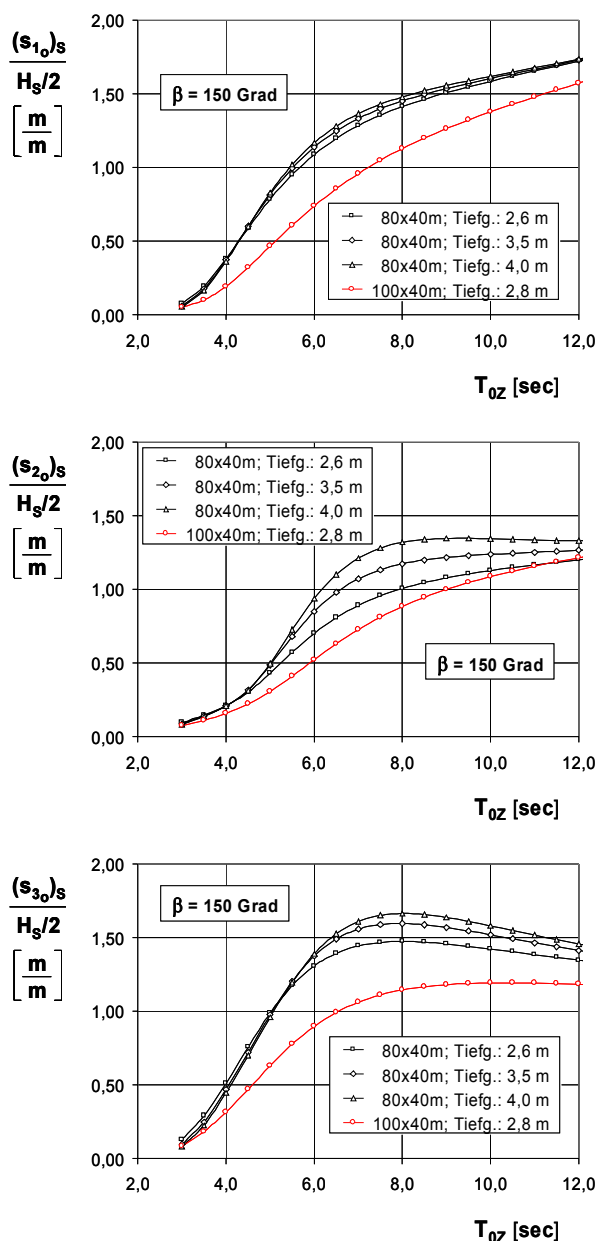 (s₁ₒ)ₛ
Hₛ/2
[m/m]
2,00
1,50
1,00
0,50
0,00
β = 150 Grad
80x40m; Tiefg.: 2,6 m
80x40m; Tiefg.: 3,5 m
80x40m; Tiefg.: 4,0 m
100x40m; Tiefg.: 2,8 m
2,0 4,0 6,0 8,0 10,0 12,0
T0Z [sec]
(s₂ₒ)ₛ
Hₛ/2
[m/m]
2,00
1,50
1,00
0,50
0,00
80x40m; Tiefg.: 2,6 m
80x40m; Tiefg.: 3,5 m
80x40m; Tiefg.: 4,0 m
100x40m; Tiefg.: 2,8 m
β = 150 Grad
2,0 4,0 6,0 8,0 10,0 12,0
T0Z [sec]
(s₃ₒ)ₛ
Hₛ/2
[m/m]
2,00
1,50
1,00
0,50
0,00
β = 150 Grad
80x40m; Tiefg.: 2,6 m
80x40m; Tiefg.: 3,5 m
80x40m; Tiefg.: 4,0 m
100x40m; Tiefg.: 2,8 m
2,0 4,0 6,0 8,0 10,0 12,0
T0Z [sec]